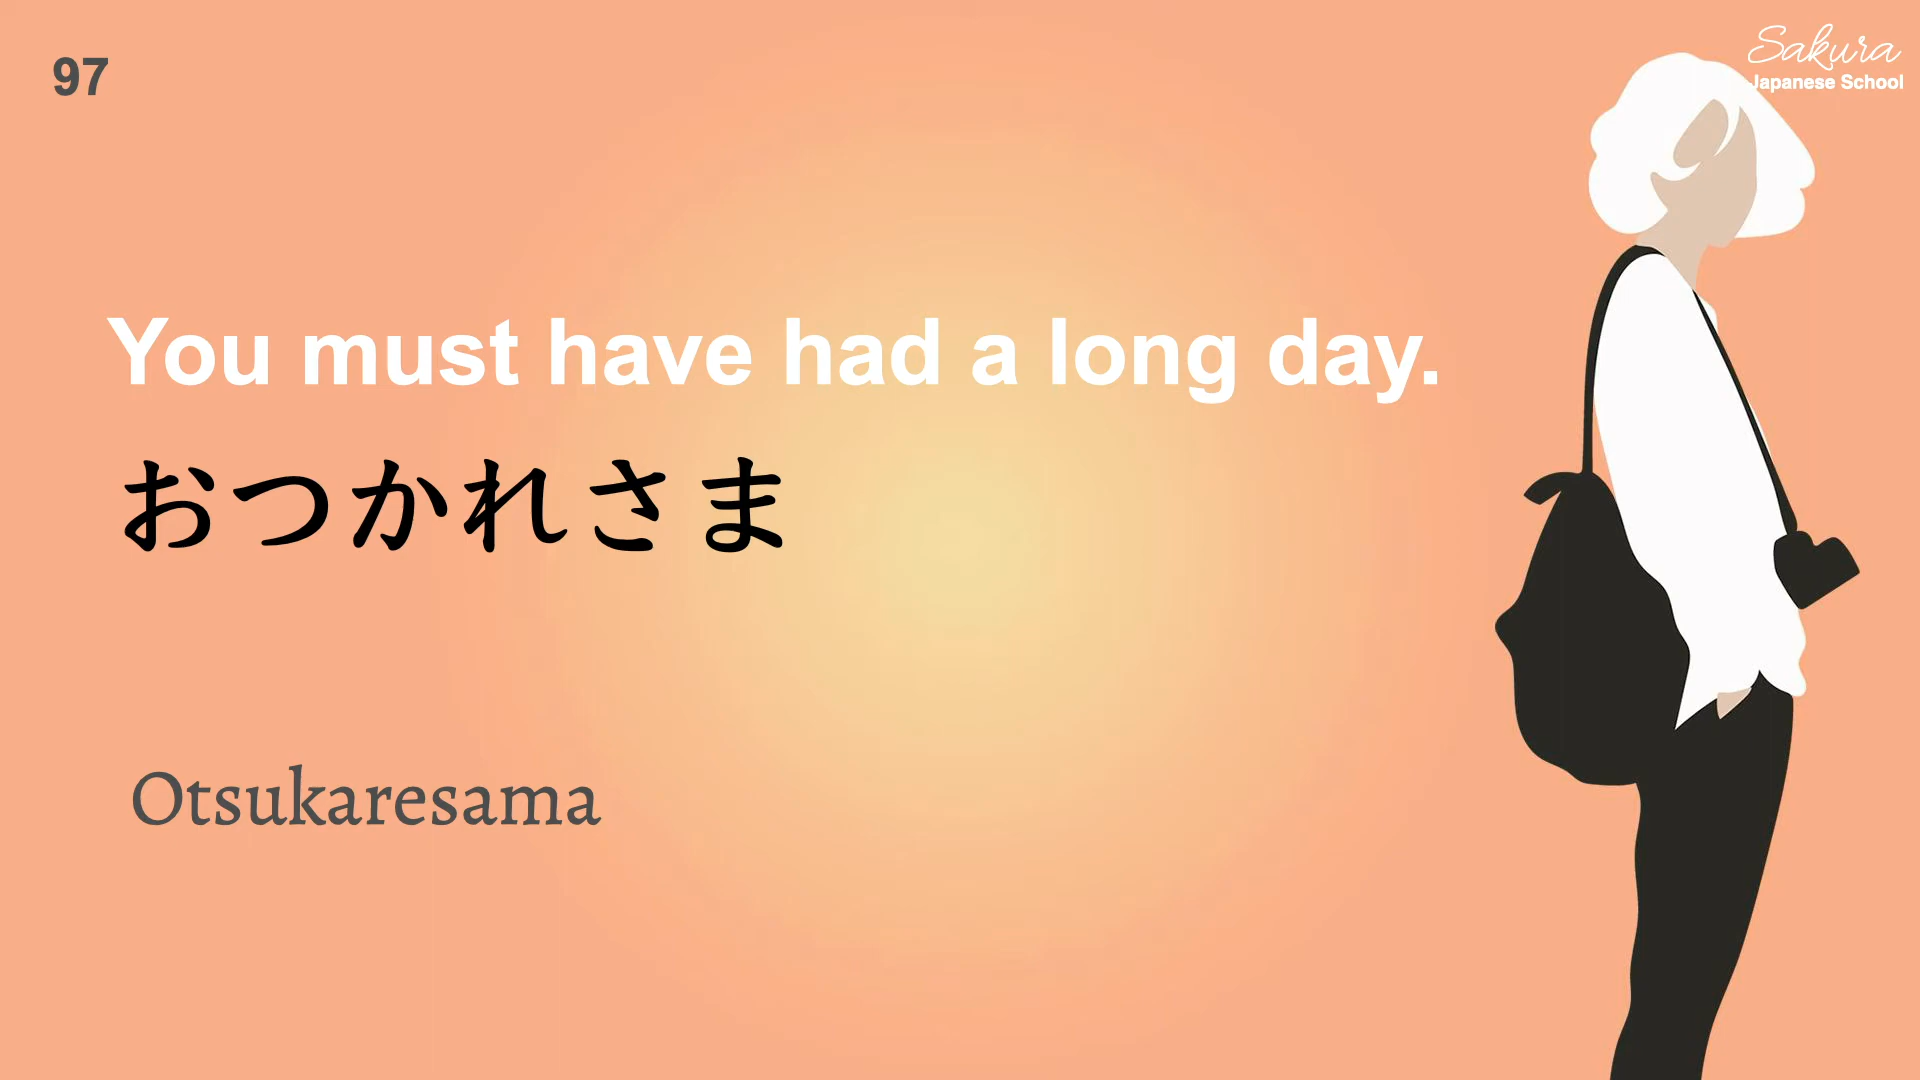 97
Sakura
Japanese School
You must have had a long day.
おつかれさま
Otsukaresama